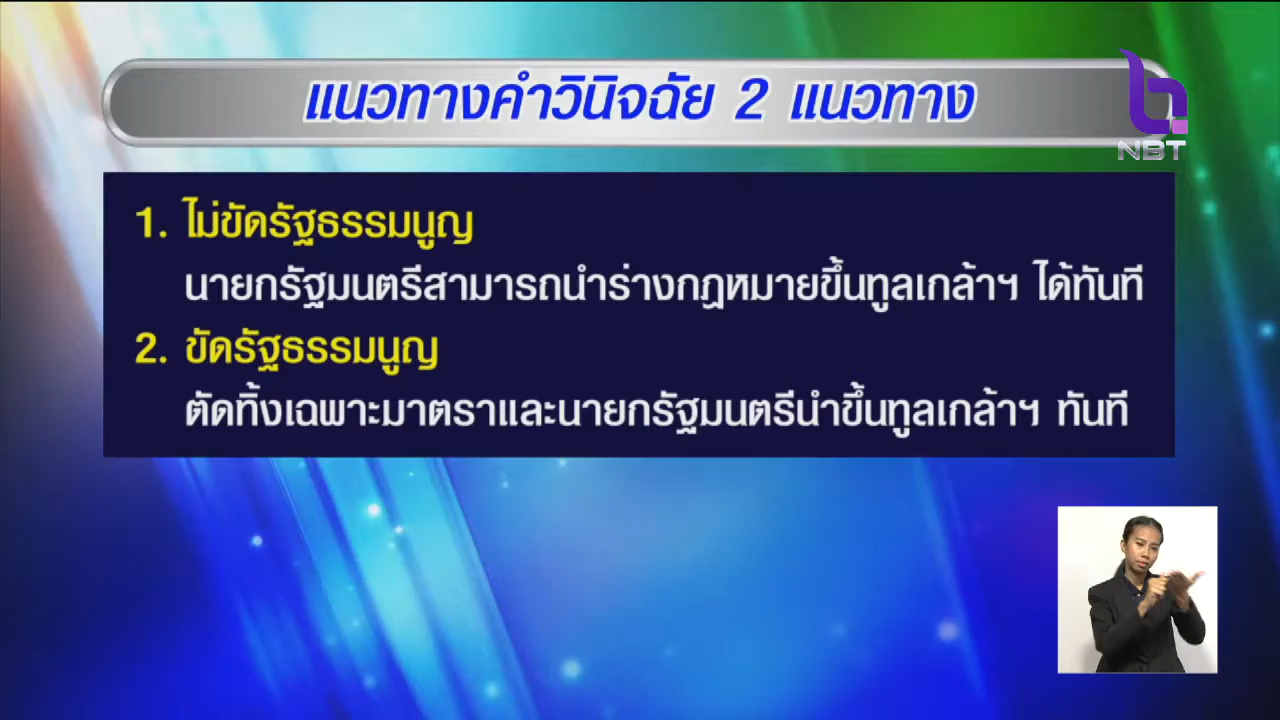 แนวทางคำวินิจฉัย 2 แนวทาง
NBT
1. ไม่ขัดรัฐธรรมนูญ
นายกรัฐมนตรีสามารถนำร่างกฎหมายขึ้นทูลเกล้าฯ ได้ทันที
2. ขัดรัฐธรรมนูญ
ตัดทิ้งเฉพาะมาตราและนายกรัฐมนตรีนำขึ้นทูลเกล้าฯ ทันที